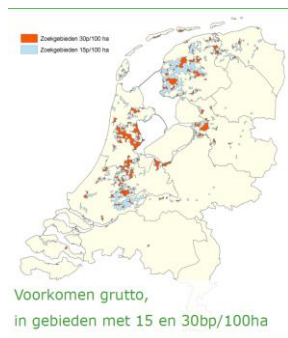 Zoekgebieden 30p/100 ha
Zoekgebieden 15p/100 ha
Voorkomen grutto,
in gebieden met 15 en 30bp/100ha